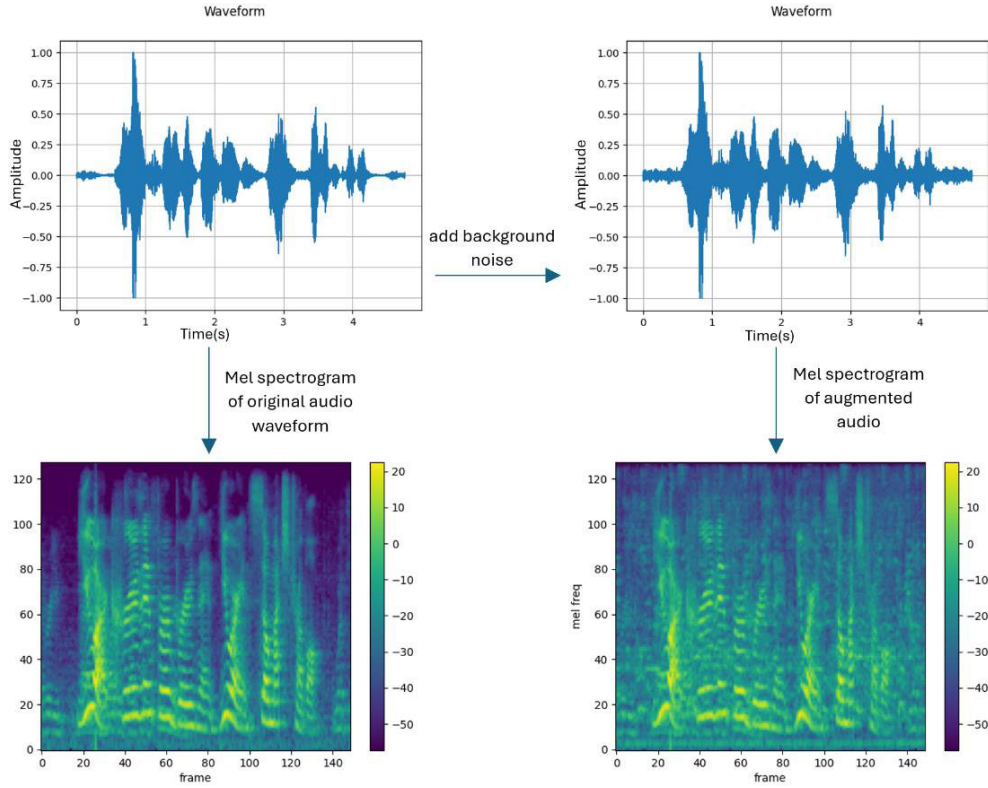 Waveform
Waveform
1.00
0.75
0.50
0.25
0.00
−0.25
−0.50
−0.75
−1.00
Amplitude
0 1 2 3 4
Time(s)
add background
noise
1.00
0.75
0.50
0.25
0.00
−0.25
−0.50
−0.75
−1.00
Amplitude
0 1 2 3 4
Time(s)
Mel spectrogram
of original audio
waveform
Mel spectrogram
of augmented
audio
120
100
80
60
40
20
0
0 20 40 60 80 100 120 140
frame
20
10
0
−10
−20
−30
−40
−50
mel freq
120
100
80
60
40
20
0
0 20 40 60 80 100 120 140
frame
20
10
0
−10
−20
−30
−40
−50